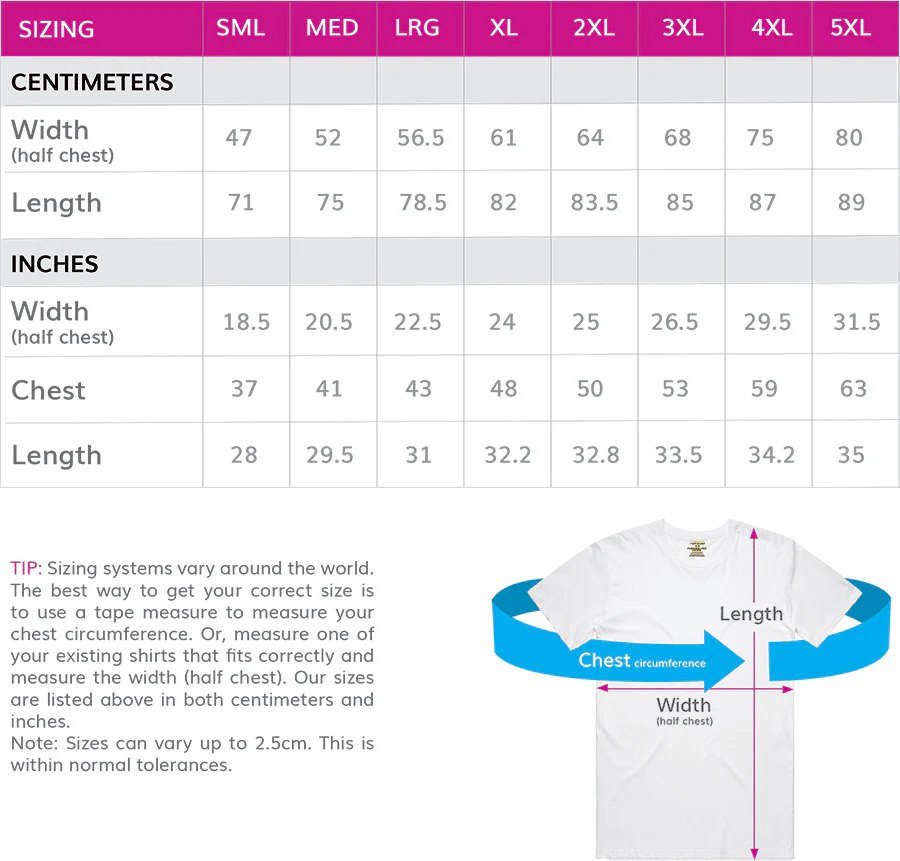 SIZING SML MED LRG XL 2XL 3XL 4XL 5XL
CENTIMETERS
Width
(half chest) 47 52 56.5 61 64 68 75 80
Length 71 75 78.5 82 83.5 85 87 89
INCHES
Width
(half chest) 18.5 20.5 22.5 24 25 26.5 29.5 31.5
Chest 37 41 43 48 50 53 59 63
Length 28 29.5 31 32.2 32.8 33.5 34.2 35
TIP: Sizing systems vary around the world.
The best way to get your correct size is
to use a tape measure to measure your
chest circumference. Or, measure one of
your existing shirts that fits correctly and
measure the width (half chest). Our sizes
are listed above in both centimeters and
inches.
Note: Sizes can vary up to 2.5cm. This is
within normal tolerances.
Length
Chest circumference
Width
(half chest)